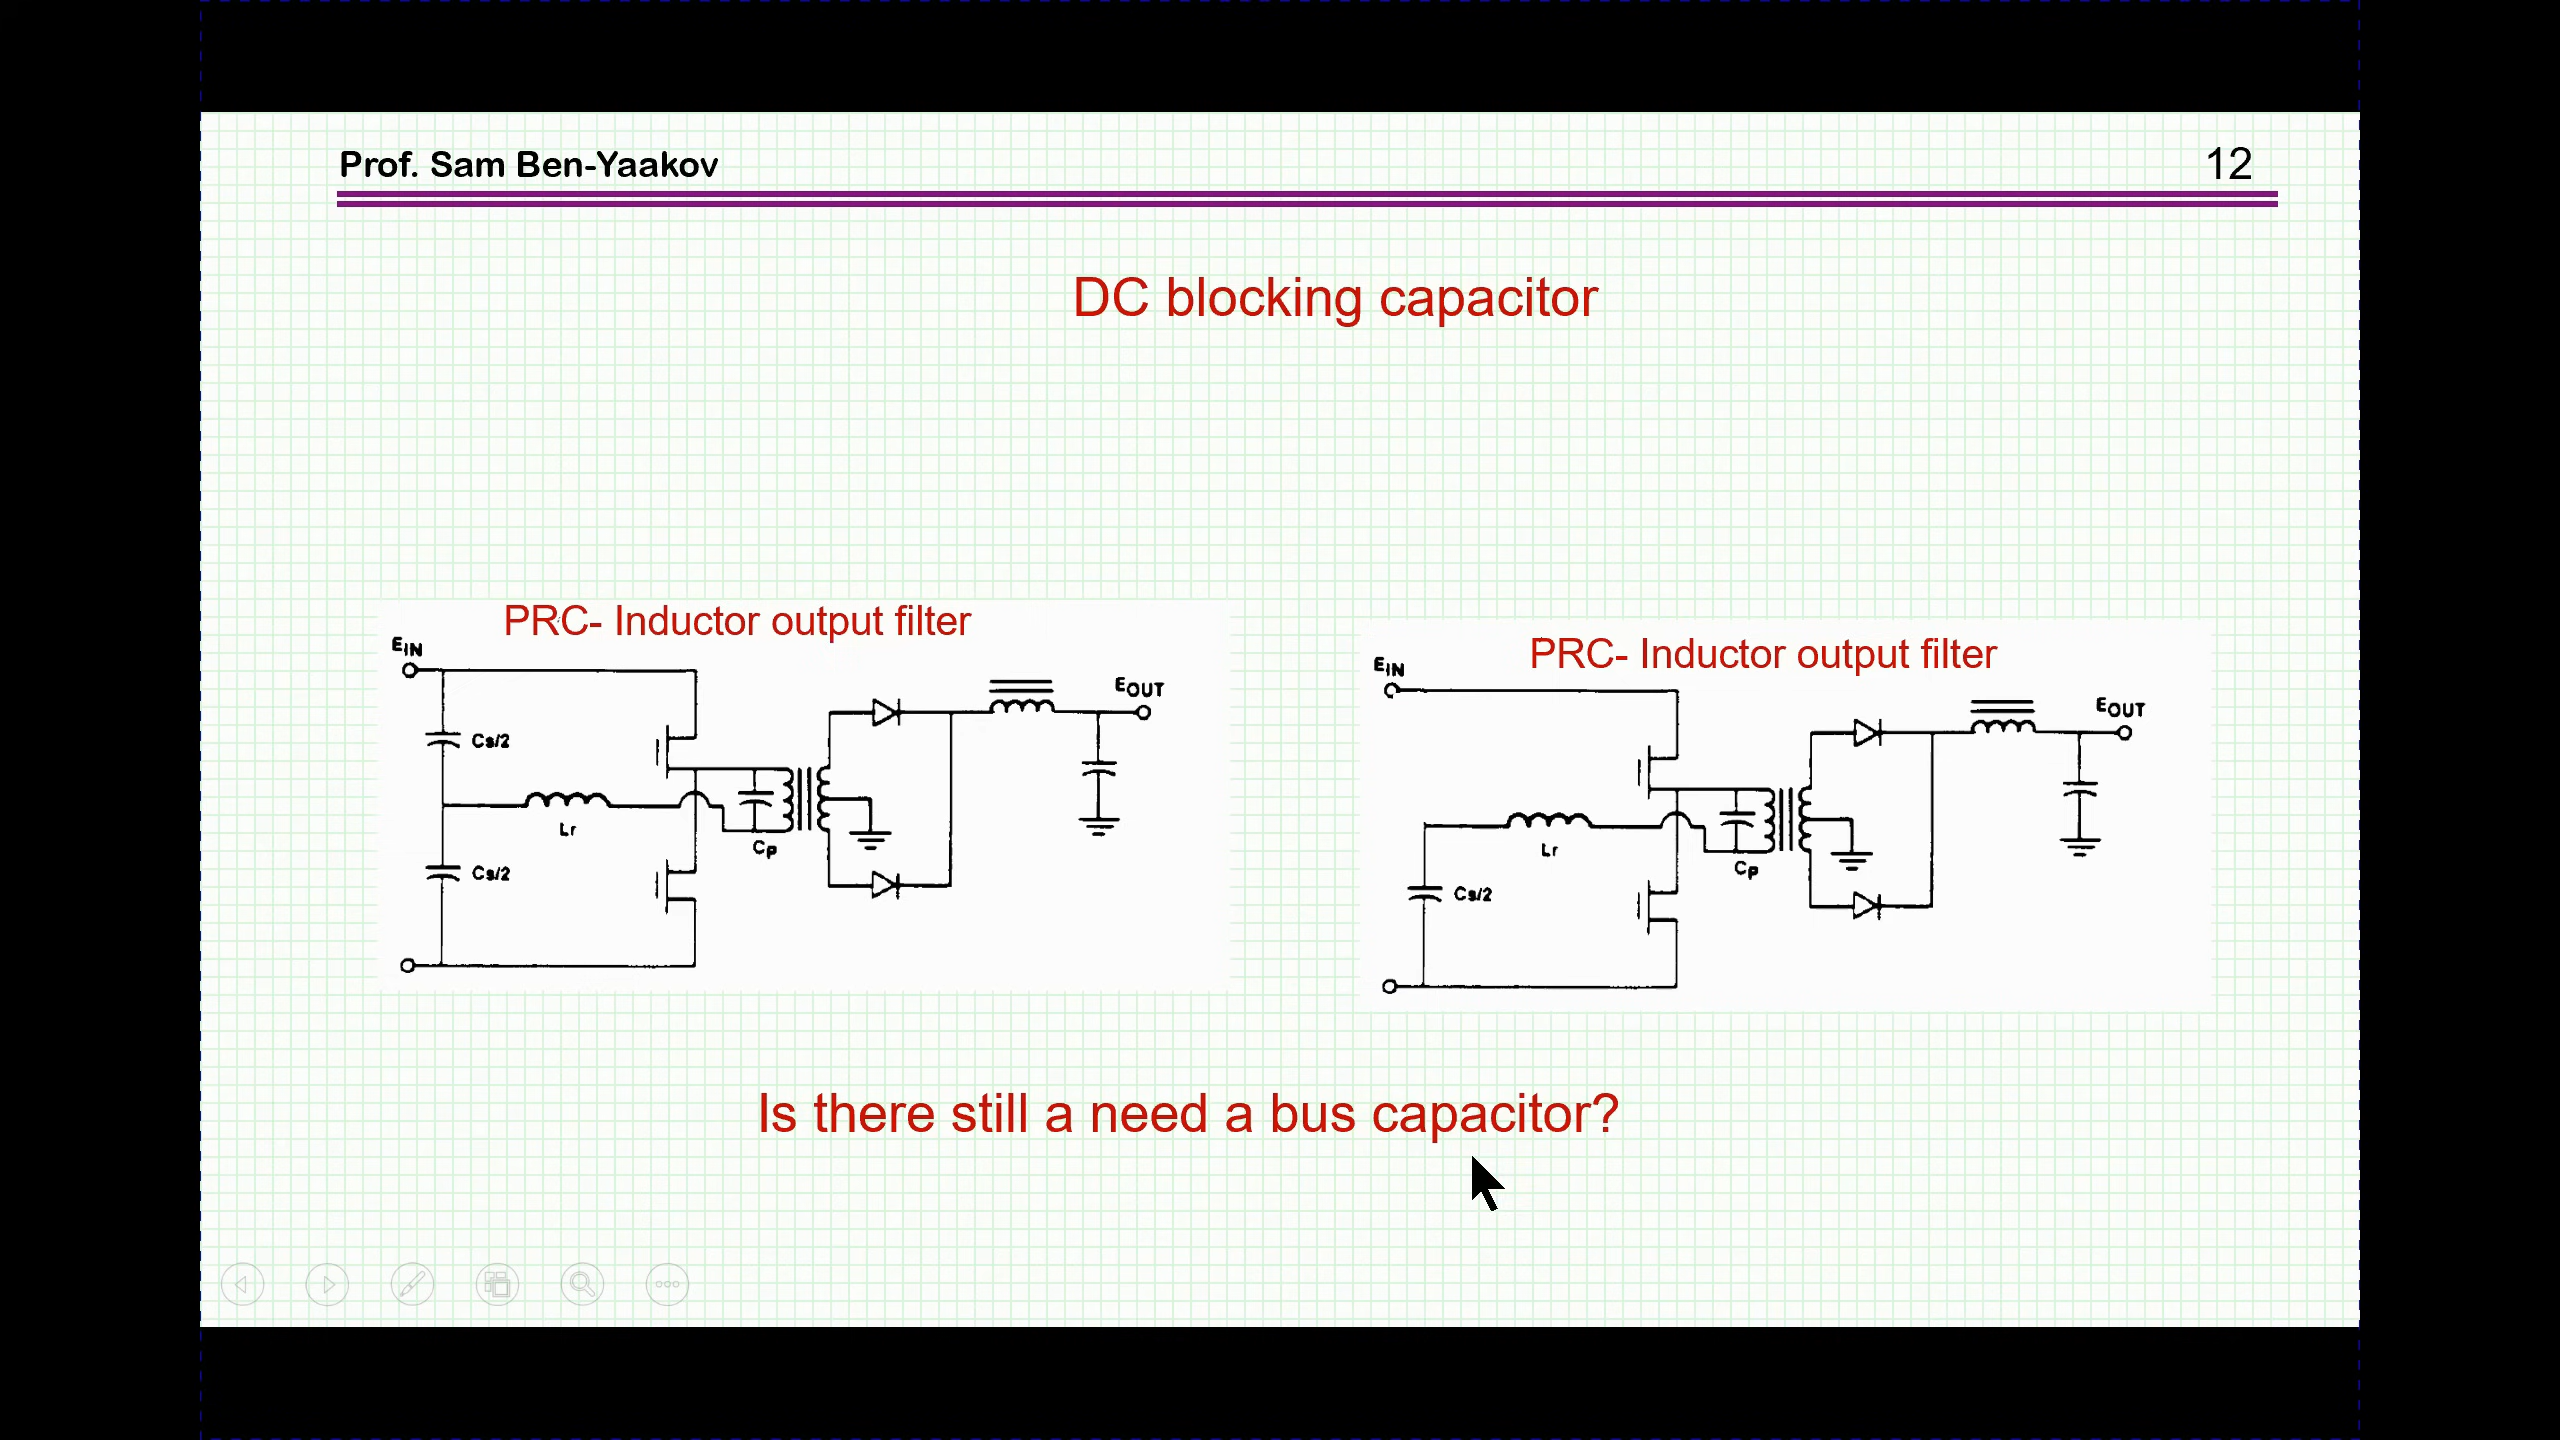 Prof. Sam Ben-Yaakov
12
DC blocking capacitor
PRC- Inductor output filter
EIN
Cs/2
Lr
Cs/2
Cp
EOUT
PRC- Inductor output filter
EIN
Lr
Cs/2
Cp
EOUT
Is there still a need a bus capacitor?